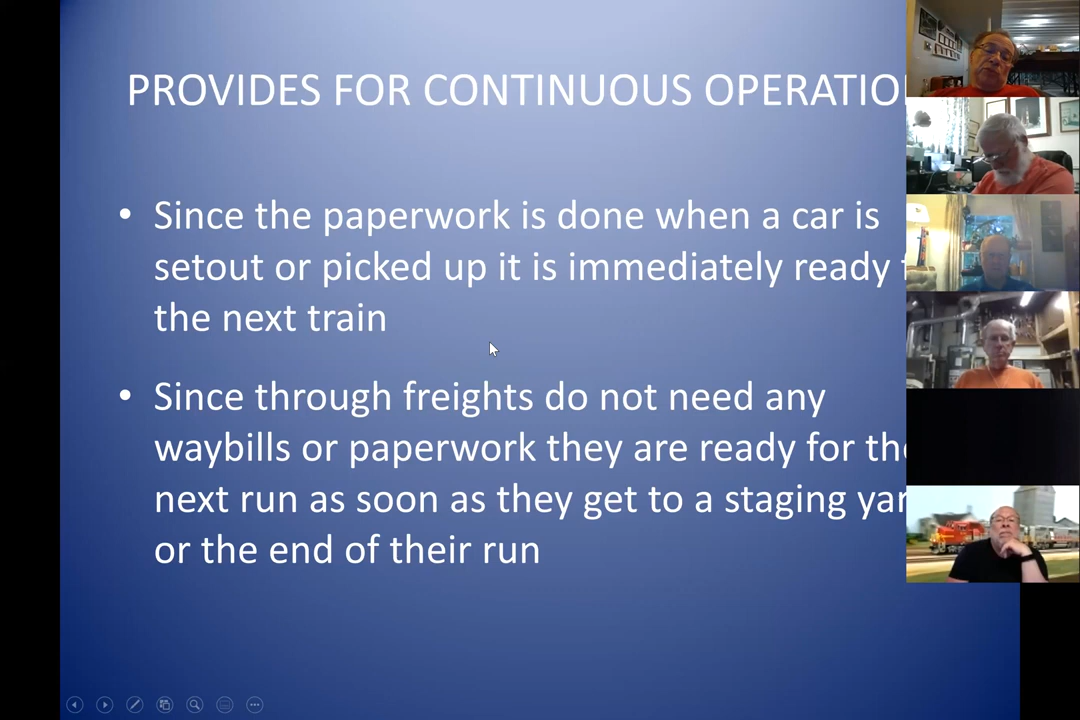 PROVIDES FOR CONTINUOUS OPERATIO
• Since the paperwork is done when a car is
setout or picked up it is immediately ready
the next train
• Since through freights do not need any
waybills or paperwork they are ready for the
next run as soon as they get to a staging yar
or the end of their run